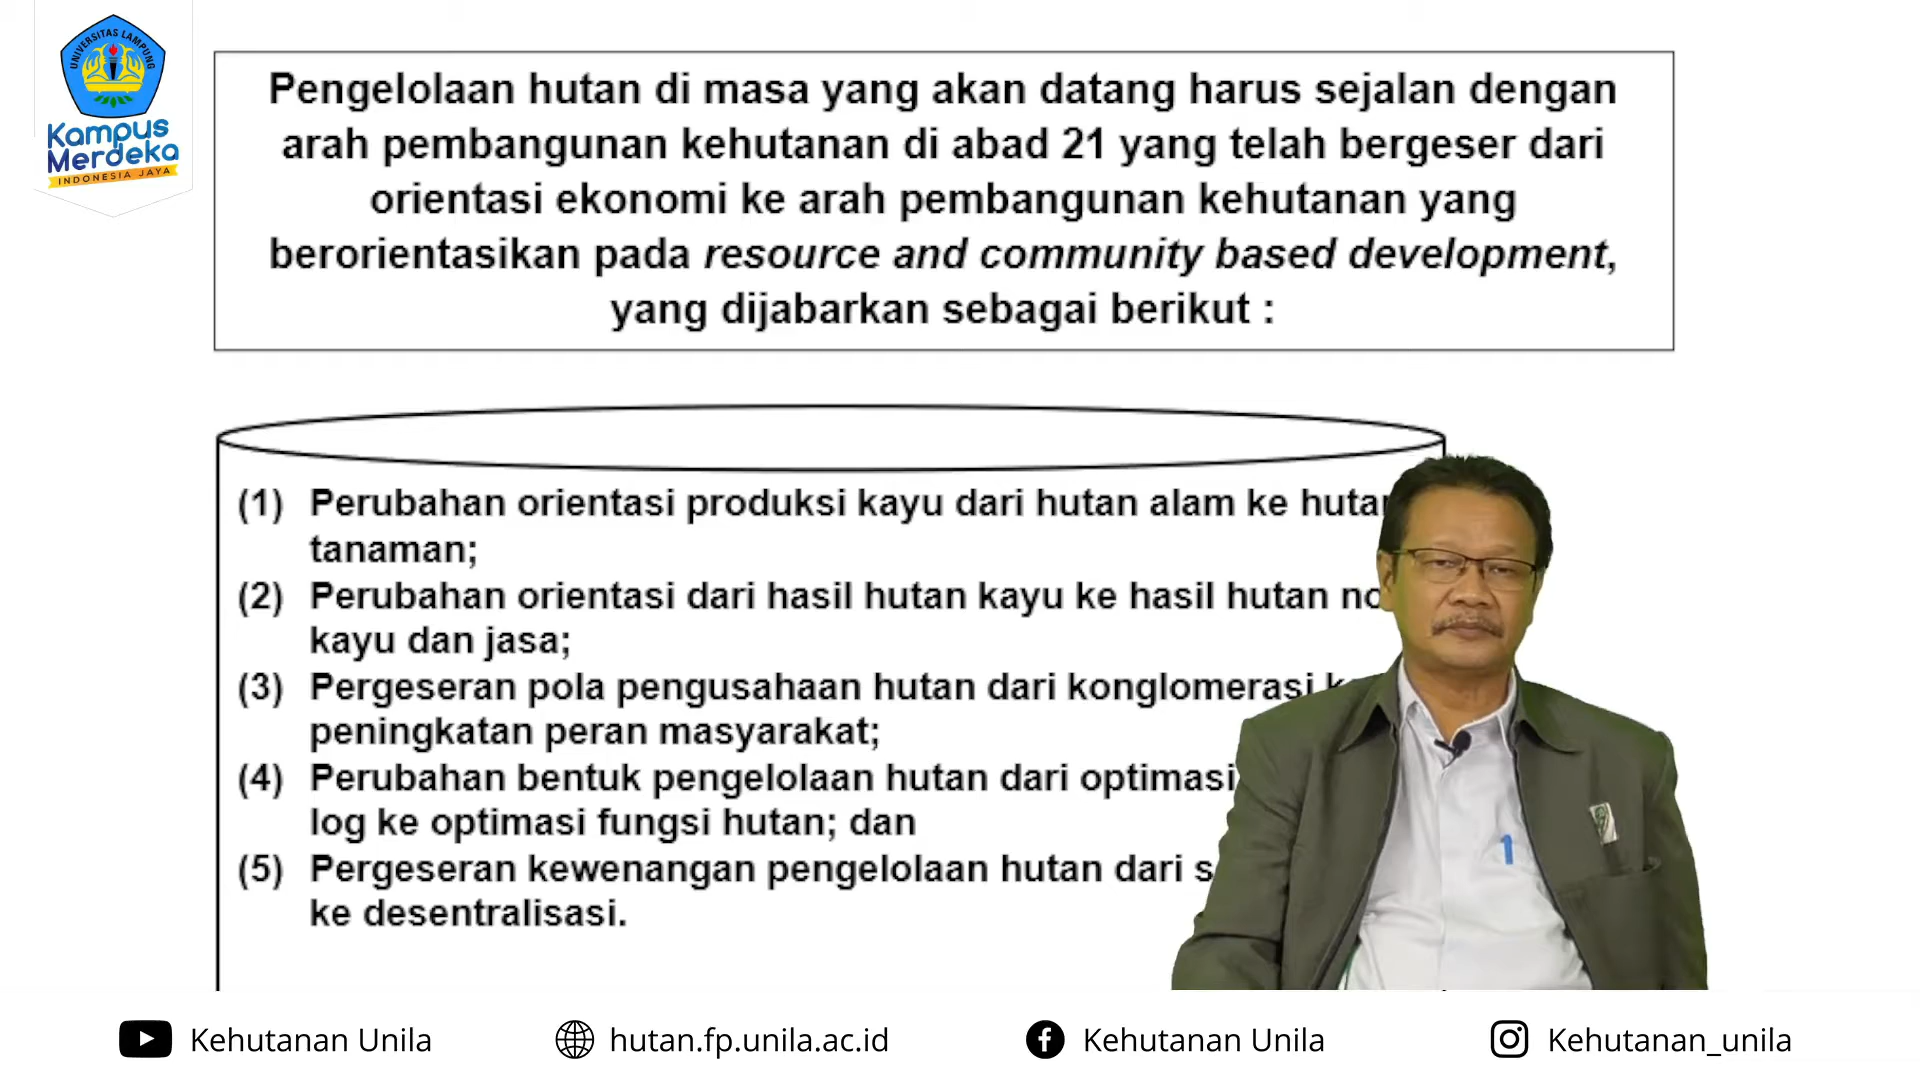 UNIVERSITAS LAMPUNG
Kampus
Merdeka
INDONESIA JAYA
Pengelolaan hutan di masa yang akan datang harus sejalan dengan
arah pembangunan kehutanan di abad 21 yang telah bergeser dari
orientasi ekonomi ke arah pembangunan kehutanan yang
berorientasikan pada resource and community based development,
yang dijabarkan sebagai berikut :
(1) Perubahan orientasi produksi kayu dari hutan alam ke
tanaman;
(2) Perubahan orientasi dari hasil hutan kayu ke hasil hutan
kayu dan jasa;
(3) Pergeseran pola pengusahaan hutan dari konglomerasi
peningkatan peran masyarakat;
(4) Perubahan bentuk pengelolaan hutan dari optimasi
log ke optimasi fungsi hutan; dan
(5) Pergeseran kewenangan pengelolaan hutan dari
ke desentralisasi.
Kehutanan Unila
hutan.fp.unila.ac.id
Kehutanan Unila
Kehutanan_unila